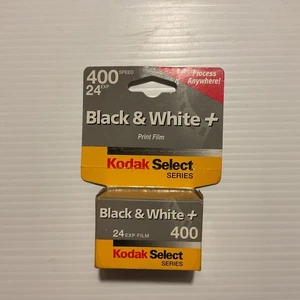 400 SPEED
24 EXP
Process
Anywhere!
Black & White +
Print Film
Kodak Select
SERIES
Black & White +
24 EXP FILM 400
Kodak Select
SERIES